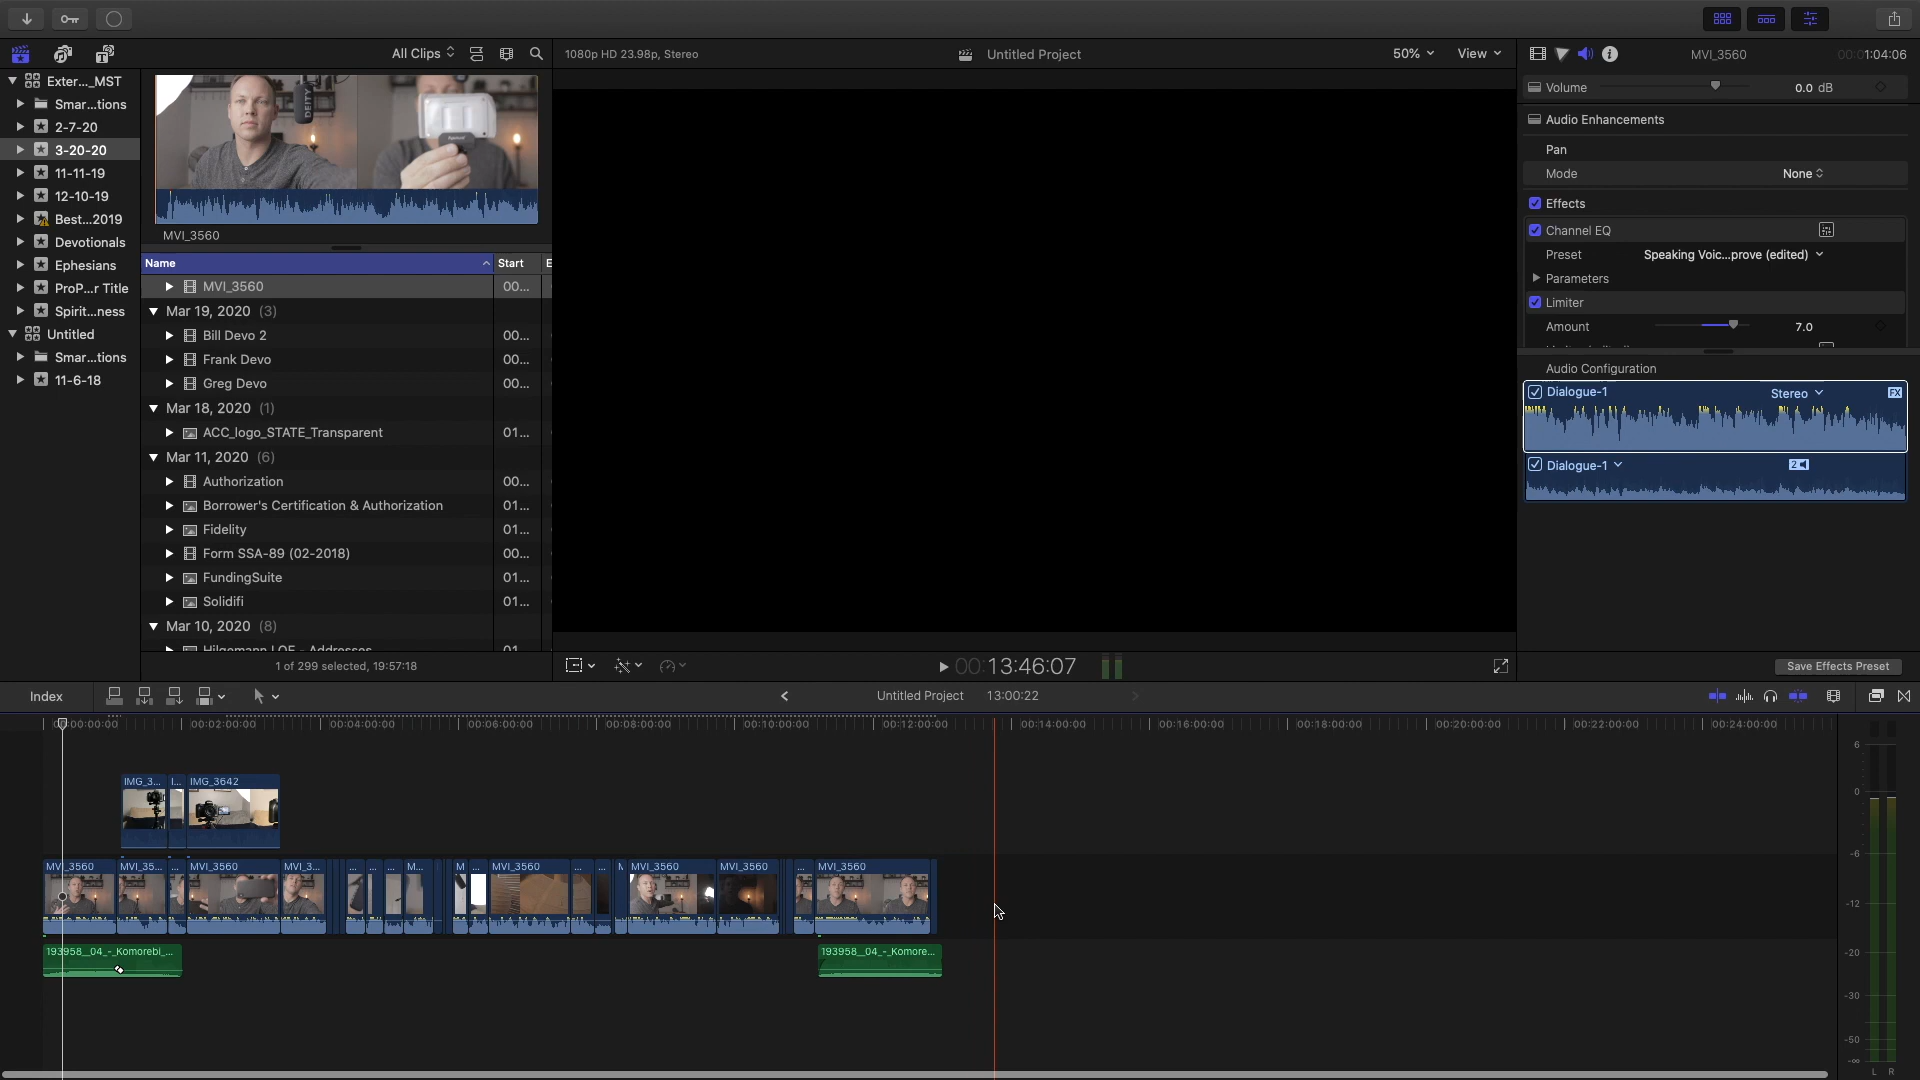 All Clips
1080p HD 23.98p, Stereo
Untitled Project
50%
View
MVI_3560
00:01:04:06
Exter..._MST
Smar...tions
2-7-20
3-20-20
11-11-19
12-10-19
Best...2019
Devotionals
Ephesians
ProP...r Title
Spirit...ness
Untitled
Smar...tions
11-6-18
DEITY
MVI_3560
Name
Start
E
MVI_3560
00...
Mar 19, 2020 (3)
Bill Devo 2
00...
Frank Devo
00...
Greg Devo
00...
Mar 18, 2020 (1)
ACC_logo_STATE_Transparent
01...
Mar 11, 2020 (6)
Authorization
00...
Borrower's Certification & Authorization
01...
Fidelity
01...
Form SSA-89 (02-2018)
00...
FundingSuite
01...
Solidifi
01...
Mar 10, 2020 (8)
Hilgemann LOE - Addresses
01
1 of 299 selected, 19:57:18
00:13:46:07
Volume
0.0 dB
Audio Enhancements
Pan
Mode
None
Effects
Channel EQ
Preset
Speaking Voic...prove (edited)
Parameters
Limiter
Amount
7.0
Audio Configuration
Dialogue-1
Stereo
FX
Dialogue-1
2
Save Effects Preset
Index
Untitled Project
13:00:22
00:00:00:00
00:02:00:00
00:04:00:00
00:06:00:00
00:08:00:00
00:10:00:00
00:12:00:00
00:14:00:00
00:16:00:00
00:18:00:00
00:20:00:00
00:22:00:00
00:24:00:00
IMG_3...
I...
IMG_3642
MVI_3560
MVI_35...
...
MVI_3560
MVI_3...
...
...
...
M...
M
...
MVI_3560
...
...
MVI_3560
MVI_3560
...
MVI_3560
193958__04_-_Komorebi_...
193958__04_-_Komore...
6
0
-6
-12
-20
-30
-50
-∞
L
R